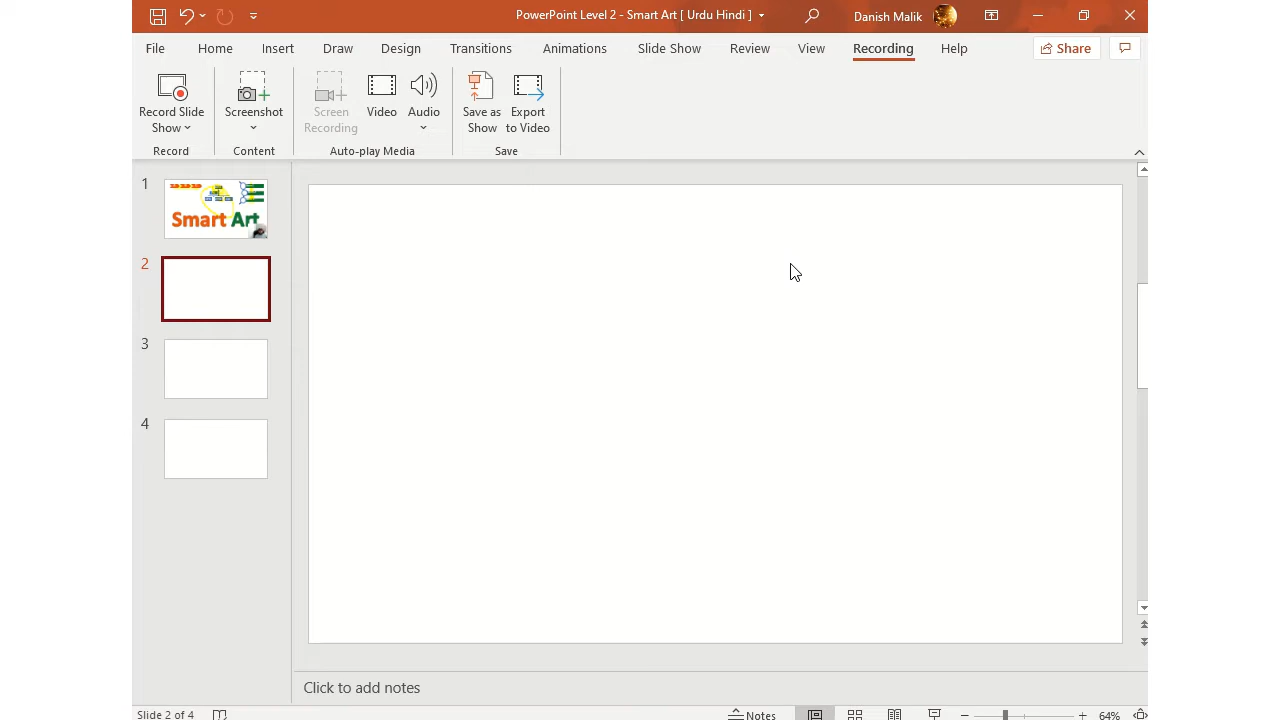 PowerPoint Level 2 - Smart Art [ Urdu Hindi ]
Danish Malik
File Home Insert Draw Design Transitions Animations Slide Show Review View Recording Help Share
Record Slide Show
Screenshot
Screen Recording
Video
Audio
Save as Show
Export to Video
Record
Content
Auto-play Media
Save
1
Smart Art
2
3
4
Click to add notes
Slide 2 of 4
Notes
64%